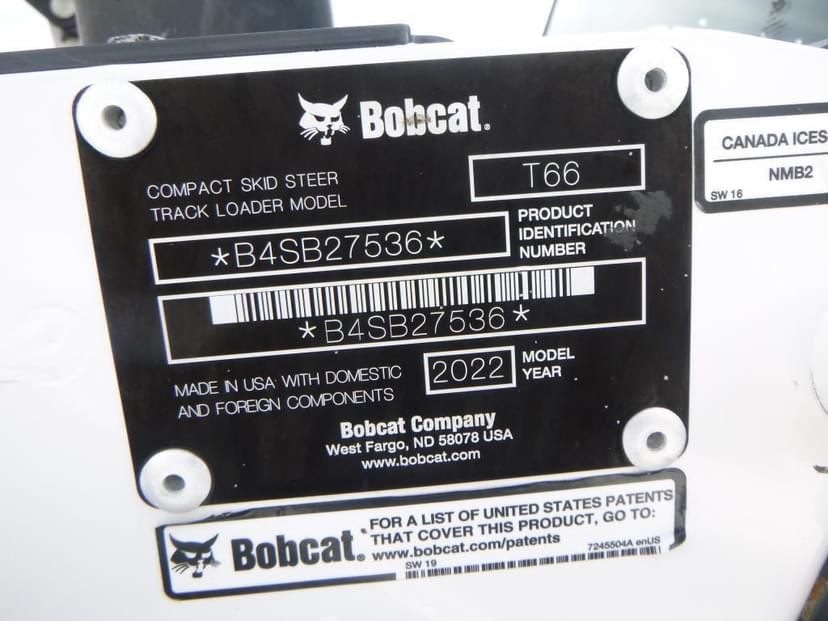 Bobcat.
COMPACT SKID STEER
TRACK LOADER MODEL
T66
*B4SB27536*
PRODUCT
IDENTIFICATION
NUMBER
*B4SB27536*
MADE IN USA WITH DOMESTIC
AND FOREIGN COMPONENTS
2022
MODEL
YEAR
Bobcat Company
West Fargo, ND 58078 USA
www.bobcat.com
CANADA ICES
NMB2
SW 16
Bobcat.
FOR A LIST OF UNITED STATES PATENTS
THAT COVER THIS PRODUCT, GO TO:
www.bobcat.com/patents
7245504A enUS
SW 19